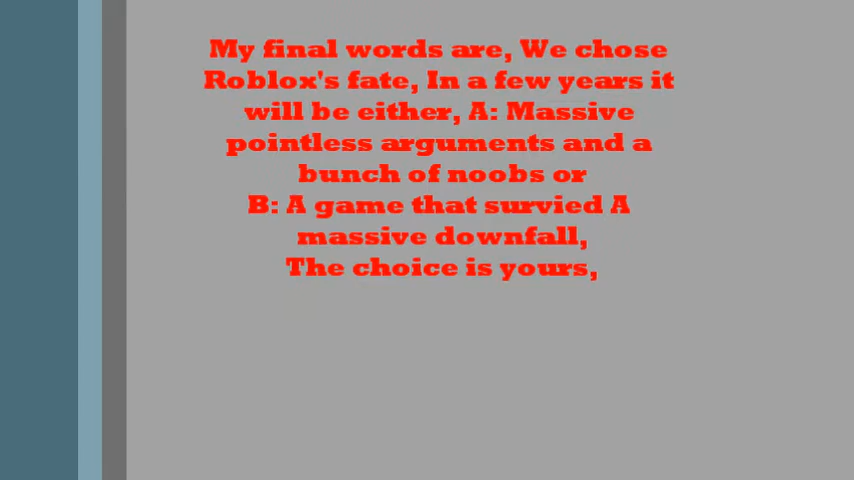 My final words are, We chose
Roblox's fate, In a few years it
will be either, A: Massive
pointless arguments and a
bunch of noobs or
B: A game that survied A
massive downfall,
The choice is yours,